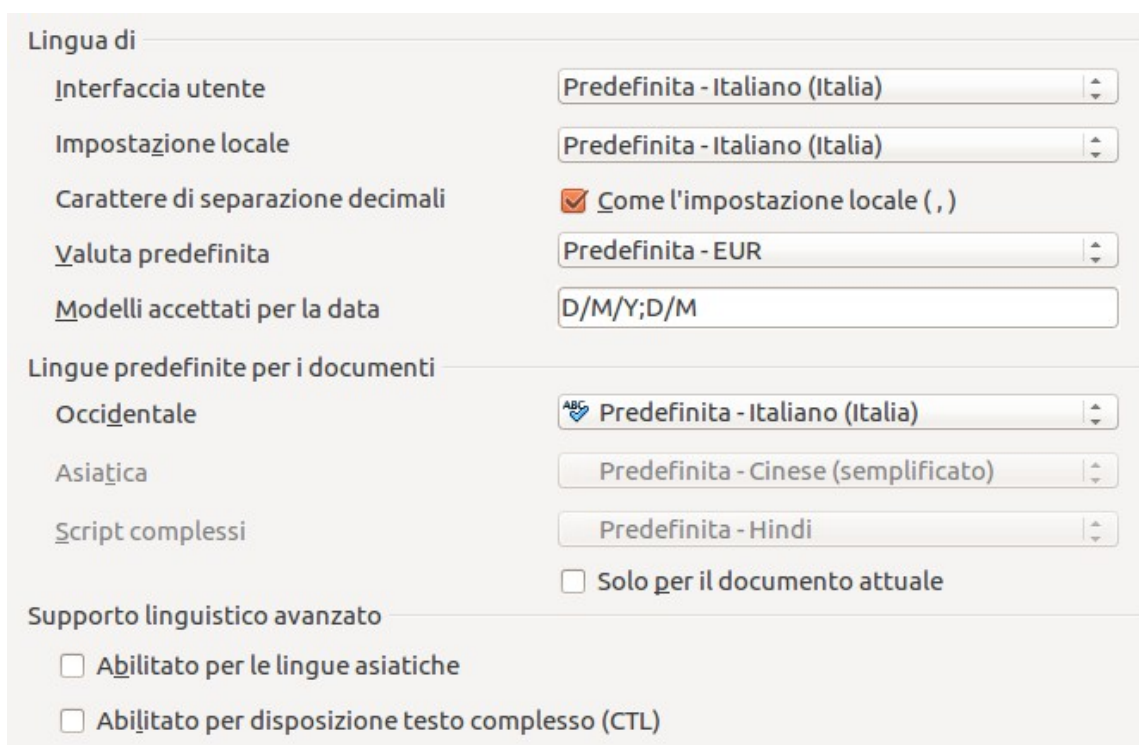 Lingua di
Interfaccia utente Predefinita - Italiano (Italia)
Impostazione locale Predefinita - Italiano (Italia)
Carattere di separazione decimali Come l'impostazione locale ( , )
Valuta predefinita Predefinita - EUR
Modelli accettati per la data D/M/Y;D/M
Lingue predefinite per i documenti
Occidentale ABC Predefinita - Italiano (Italia)
Asiatica Predefinita - Cinese (semplificato)
Script complessi Predefinita - Hindi
Solo per il documento attuale
Supporto linguistico avanzato
Abilitato per le lingue asiatiche
Abilitato per disposizione testo complesso (CTL)